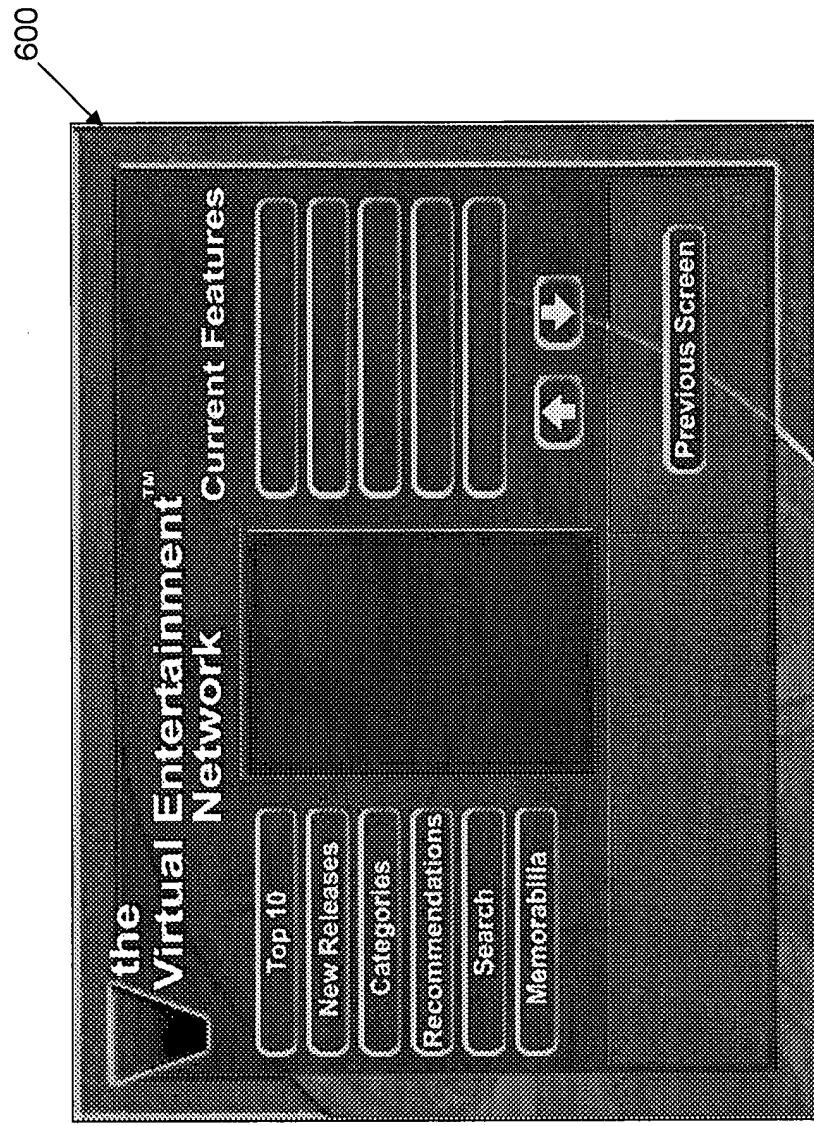 600
the
Virtual Entertainment™
Network
Current Features
Top 10
New Releases
Categories
Recommendations
Search
Memorabilia
Previous Screen